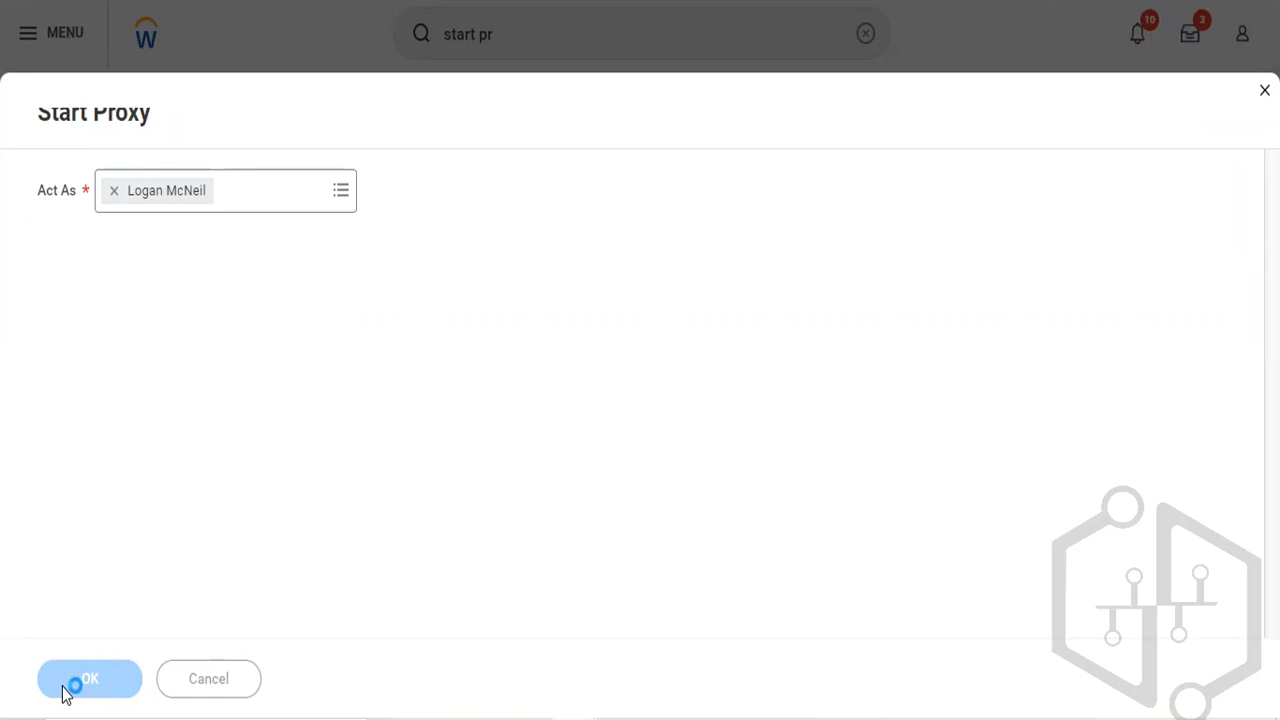 MENU
W
start pr
10
3
Start Proxy
Act As *
Logan McNeil
OK
Cancel